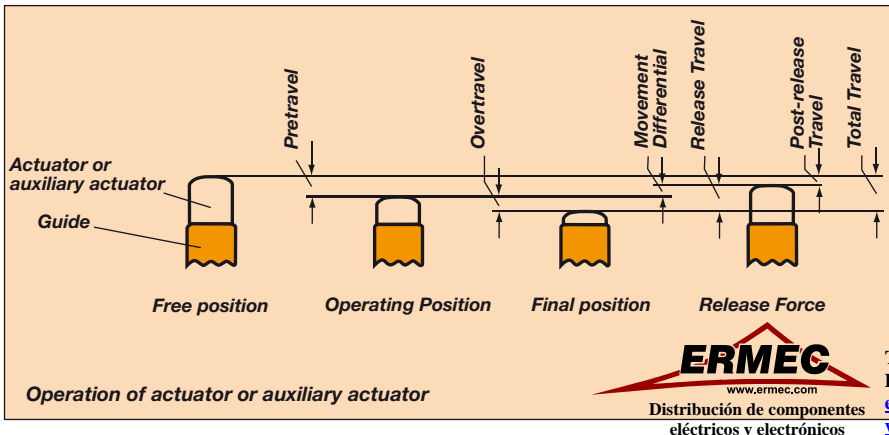 Pretravel
Overtravel
Movement
Differential
Release Travel
Post-release
Travel
Total Travel
Actuator or
auxiliary actuator
Guide
Free position
Operating Position
Final position
Release Force
Operation of actuator or auxiliary actuator
ERMEC
www.ermec.com
Distribución de componentes
eléctricos y electrónicos